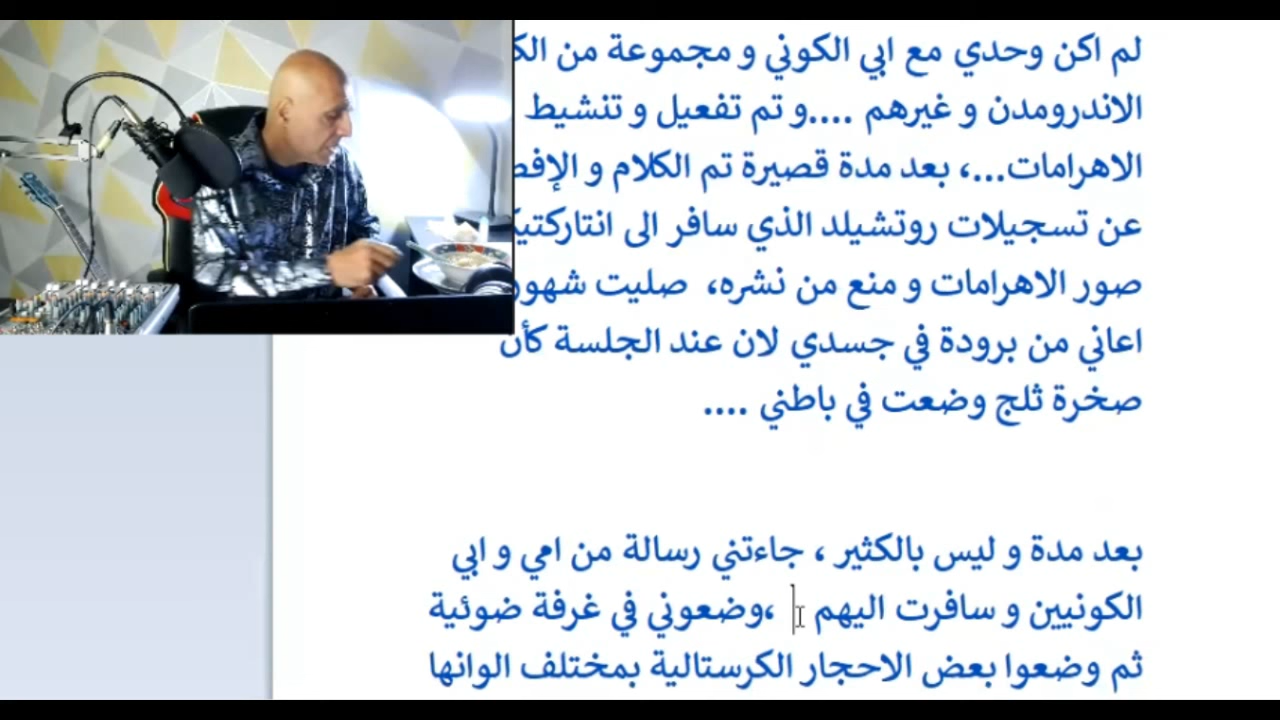 لم اكن وحدي مع ابي الكوني و مجموعة من
الاندرومدن و غيرهم ....و تم تفعيل و تنشيط
الاهرامات...، بعد مدة قصيرة تم الكلام و
عن تسجيلات روتشيلد الذي سافر الى
صور الاهرامات و منع من نشره، صليت
اعاني من برودة في جسدي لان عند الجلسة كأن
صخرة ثلج وضعت في باطني ....
بعد مدة و ليس بالكثير ، جاءتني رسالة من امي و ابي
الكونيين و سافرت اليهم ،وضعوني في غرفة ضوئية
ثم وضعوا بعض الاحجار الكرستالية بمختلف الوانها